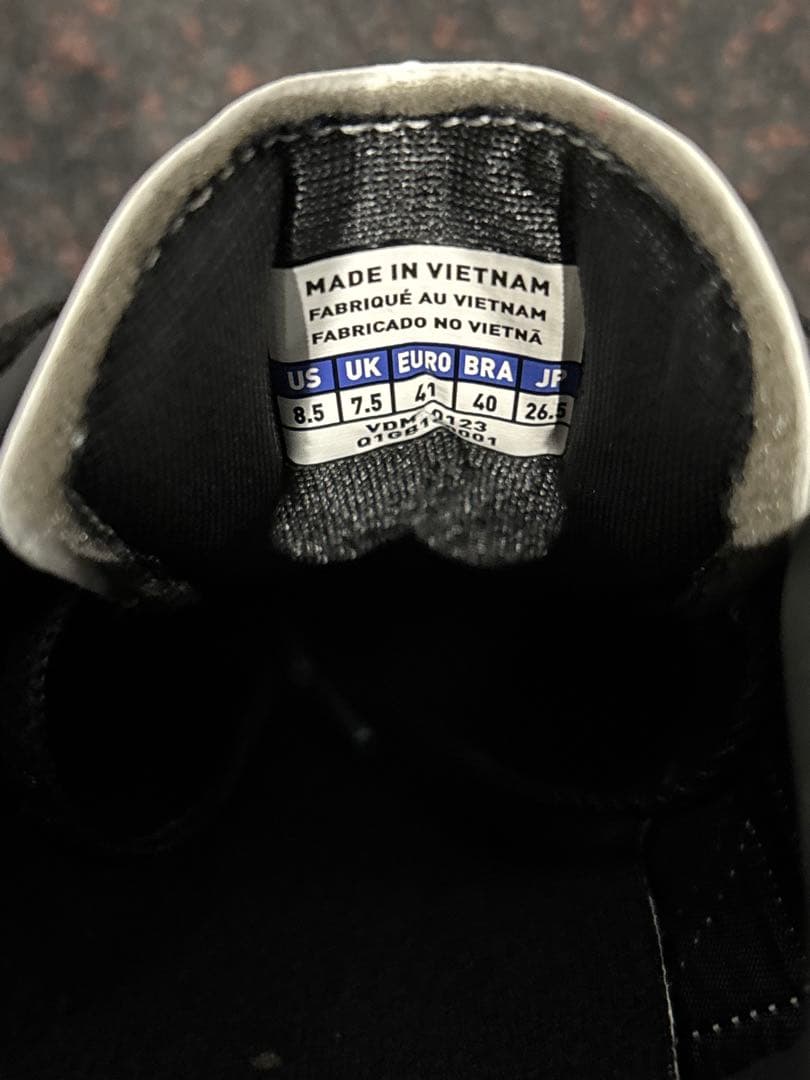 MADE IN VIETNAM
FABRIQUÉ AU VIETNAM
FABRICADO NO VIETNÃ
US UK EURO BRA JP
8.5 7.5 41 40 26.5